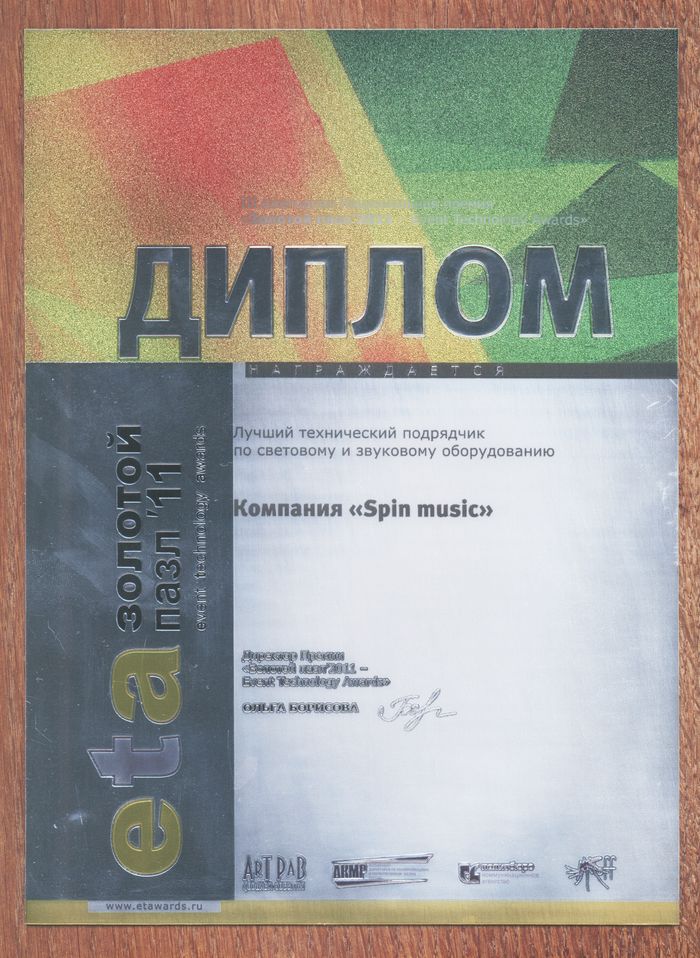 «Золотой пазл'2011 – Event Technology Awards»
ДИПЛОМ
НАГРАЖДАЕТСЯ
Лучший технический подрядчик
по световому и звуковому оборудованию
Компания «Spin music»
золотой
пазл '11
event technology awards
eta
Директор Премии
«Золотой пазл'2011 –
Event Technology Awards»
ОЛЬГА БОРИСОВА
АКМР
www.etawards.ru